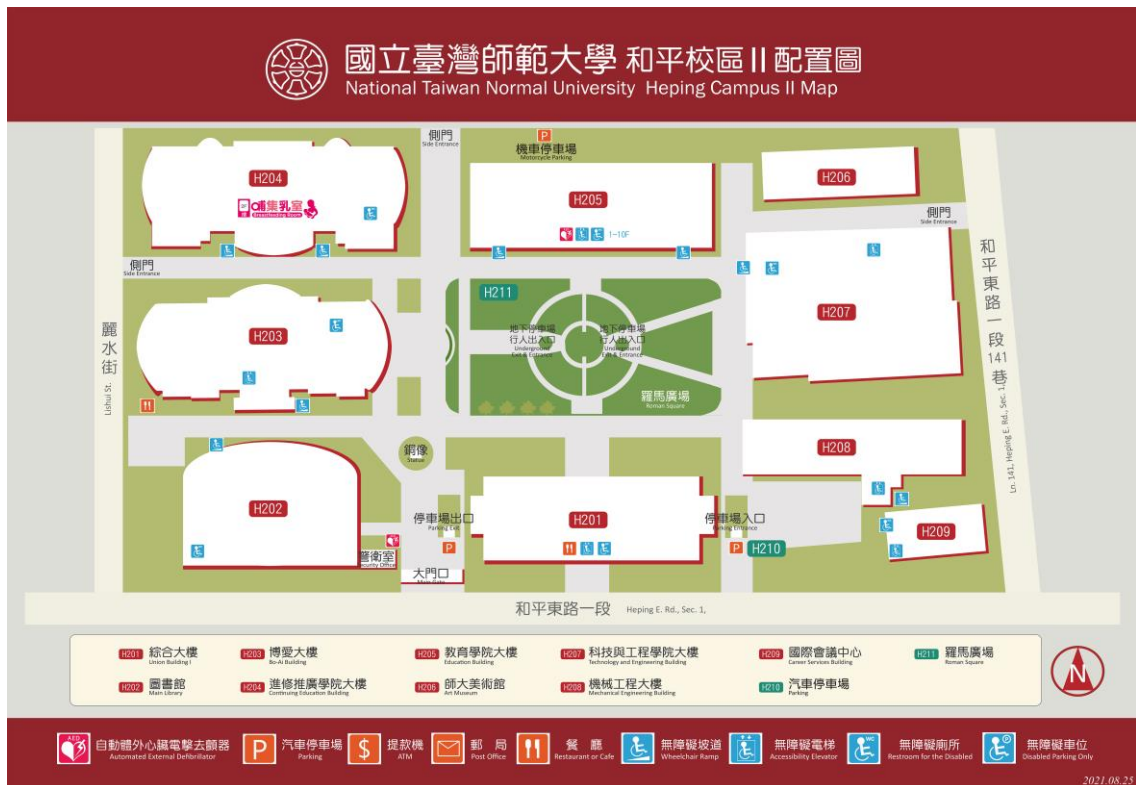 國立臺灣師範大學 和平校區 II 配置圖
National Taiwan Normal University Heping Campus II Map
側門
Side Entrance
P
機車停車場
Motorcycle Parking
H204
哺集乳室
Breastfeeding Room
H205
1-10F
H206
側門
Side Entrance
側門
Side Entrance
H211
H203
地下停車場
行人出入口
Underground
Exit & Entrance
地下停車場
行人出入口
Underground
Exit & Entrance
H207
羅馬廣場
Roman Square
麗水街
Lishui St.
和平東路一段141巷
Ln. 141, Heping E. Rd., Sec. 1,
銅像
Statue
H208
H202
停車場出口
Parking Exit
P
H201
停車場入口
Parking Entrance
P
H210
H209
警衛室
Security Office
大門口
Main Gate
和平東路一段 Heping E. Rd., Sec. 1,
H201 綜合大樓
Union Building I
H203 博愛大樓
Bo-Ai Building
H205 教育學院大樓
Education Building
H207 科技與工程學院大樓
Technology and Engineering Building
H209 國際會議中心
Career Services Building
H211 羅馬廣場
Roman Square
H202 圖書館
Main Library
H204 進修推廣學院大樓
Continuing Education Building
H206 師大美術館
Art Museum
H208 機械工程大樓
Mechanical Engineering Building
H210 汽車停車場
Parking
N
AED
自動體外心臟電擊去顫器
Automated External Defibrillator
P
汽車停車場
Parking
$
提款機
ATM
郵局
Post Office
餐廳
Restaurant or Cafe
無障礙坡道
Wheelchair Ramp
無障礙電梯
Accessibility Elevator
WC
無障礙廁所
Restroom for the Disabled
P
無障礙車位
Disabled Parking Only
2021.08.25